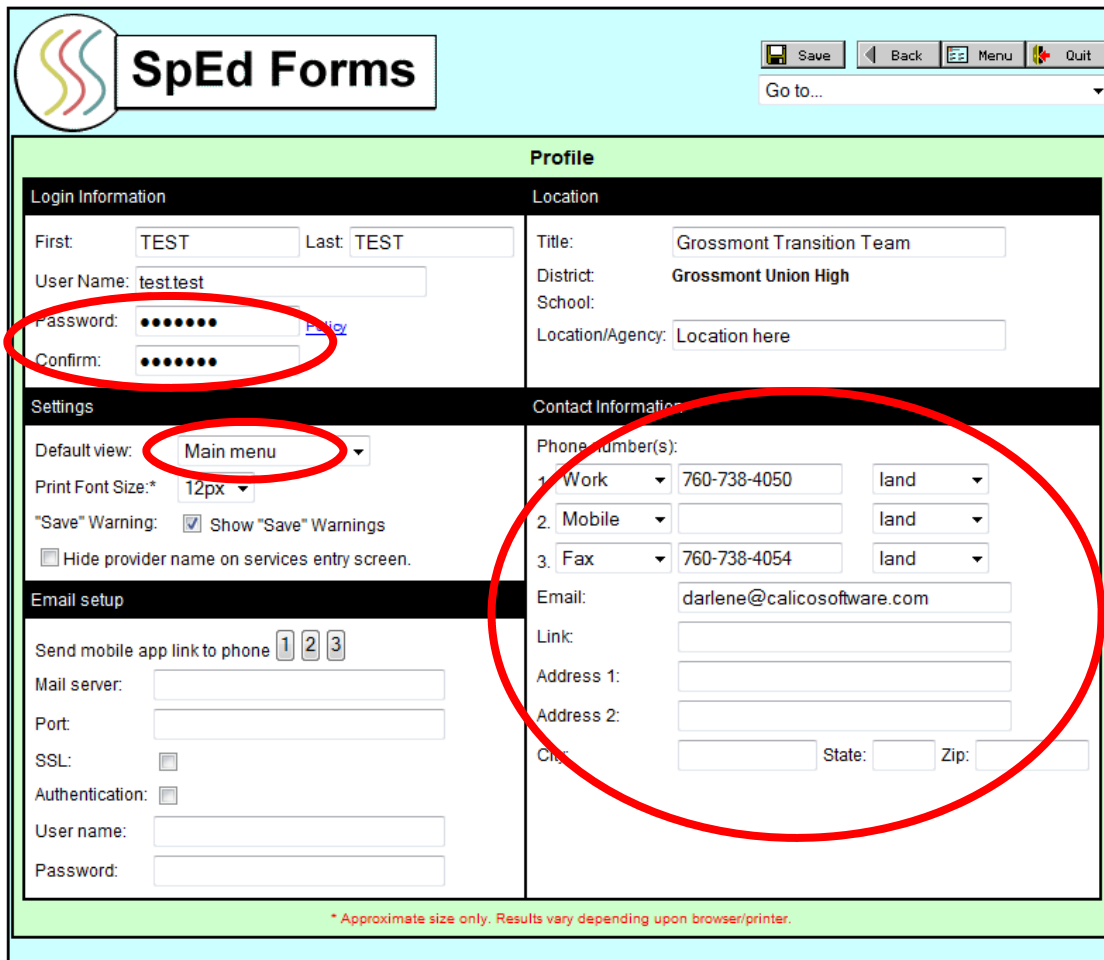 SpEd Forms
Save Back Menu Quit
Go to...
Profile
Login Information
First: TEST Last: TEST
User Name: test.test
Password: ●●●●●●● Policy
Confirm: ●●●●●●●
Location
Title: Grossmont Transition Team
District: Grossmont Union High
School:
Location/Agency: Location here
Settings
Default view: Main menu
Print Font Size:* 12px
"Save" Warning: Show "Save" Warnings
Hide provider name on services entry screen.
Email setup
Send mobile app link to phone 1 2 3
Mail server:
Port:
SSL:
Authentication:
User name:
Password:
Contact Information
Phone number(s):
1. Work 760-738-4050 land
2. Mobile land
3. Fax 760-738-4054 land
Email: darlene@calicosoftware.com
Link:
Address 1:
Address 2:
City: State: Zip:
* Approximate size only. Results vary depending upon browser/printer.